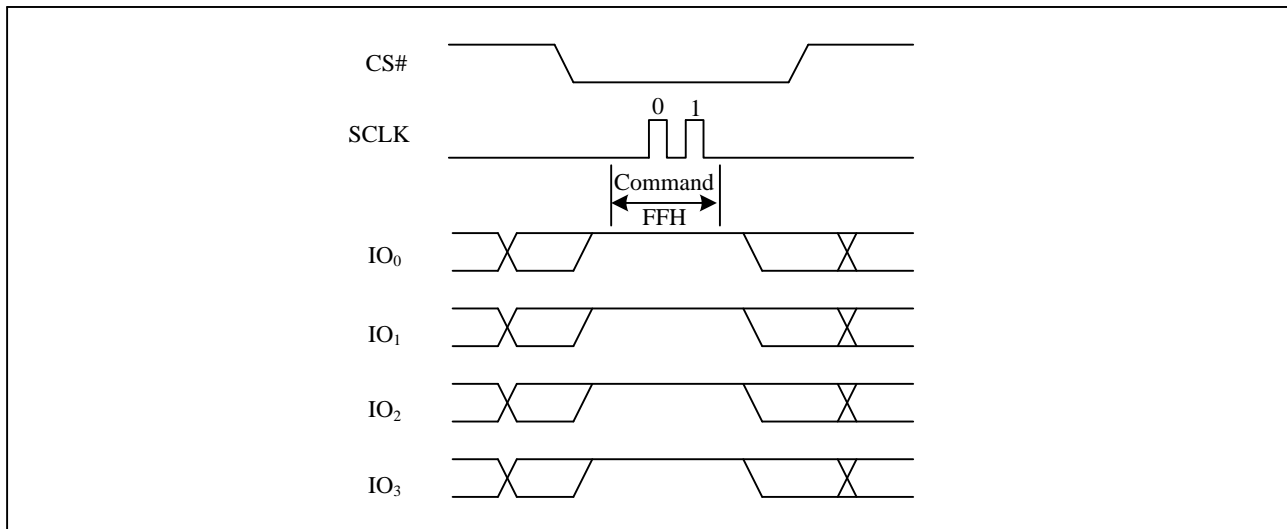 CS#
0 1
SCLK
Command
FFH
IO₀
IO₁
IO₂
IO₃